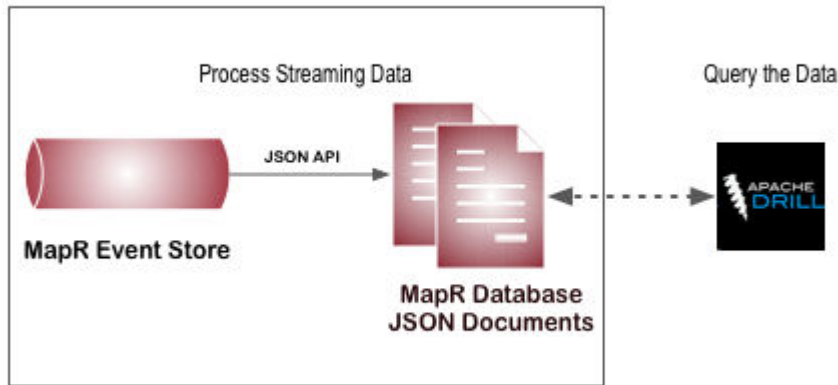 Process Streaming Data
Query the Data
JSON API
APACHE
DRILL
MapR Event Store
MapR Database
JSON Documents